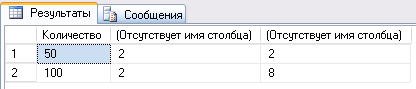 Результаты Сообщения
Количество (Отсутствует имя столбца) (Отсутствует имя столбца)
1 50 2 2
2 100 2 8